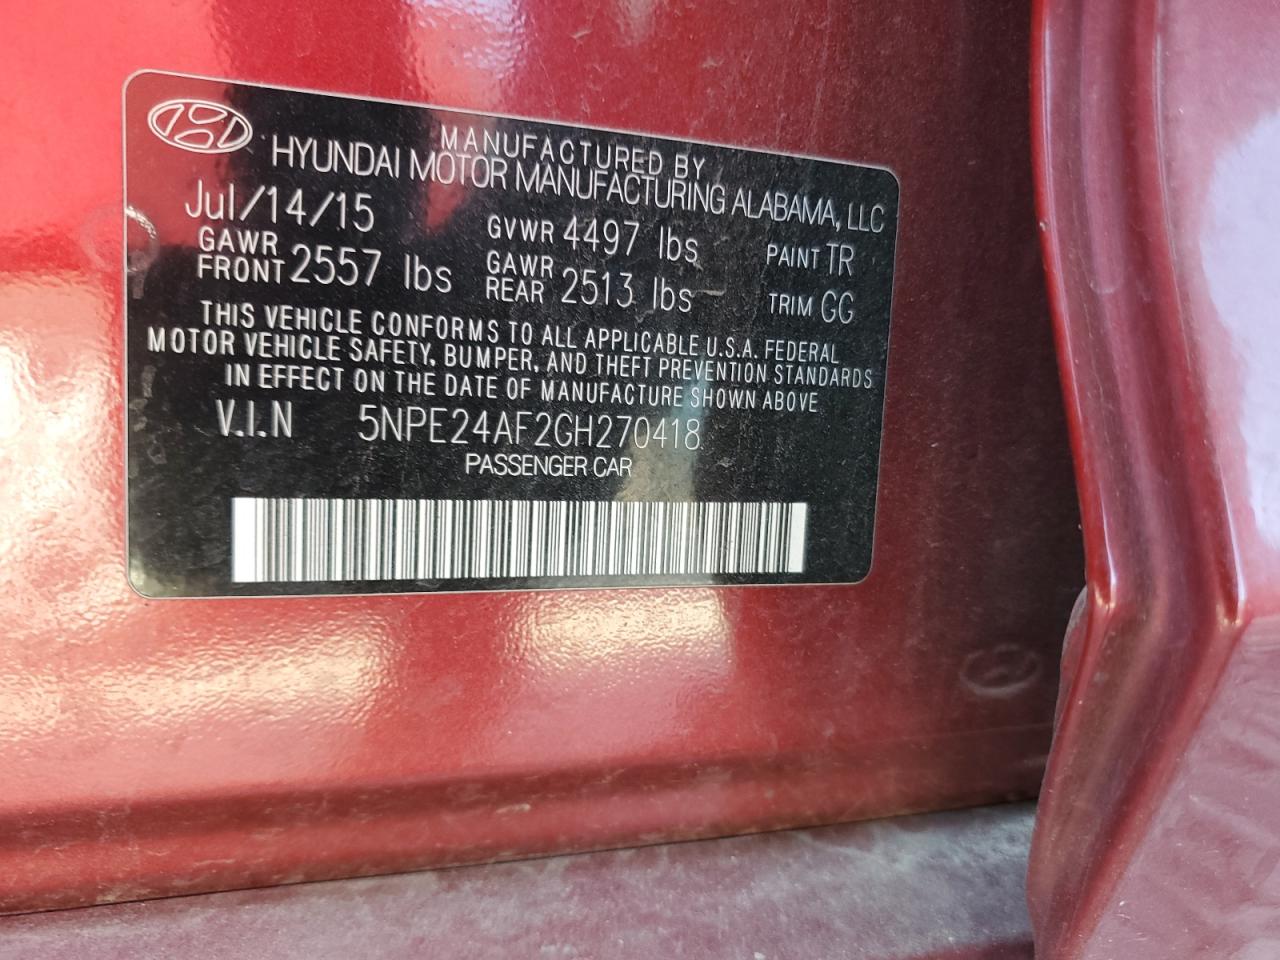 MANUFACTURED BY
HYUNDAI MOTOR MANUFACTURING ALABAMA, LLC
Jul/14/15 GVWR 4497 lbs PAINT TR
GAWR FRONT 2557 lbs GAWR REAR 2513 lbs TRIM GG
THIS VEHICLE CONFORMS TO ALL APPLICABLE U.S.A. FEDERAL
MOTOR VEHICLE SAFETY, BUMPER, AND THEFT PREVENTION STANDARDS
IN EFFECT ON THE DATE OF MANUFACTURE SHOWN ABOVE
V.I.N 5NPE24AF2GH270418
PASSENGER CAR